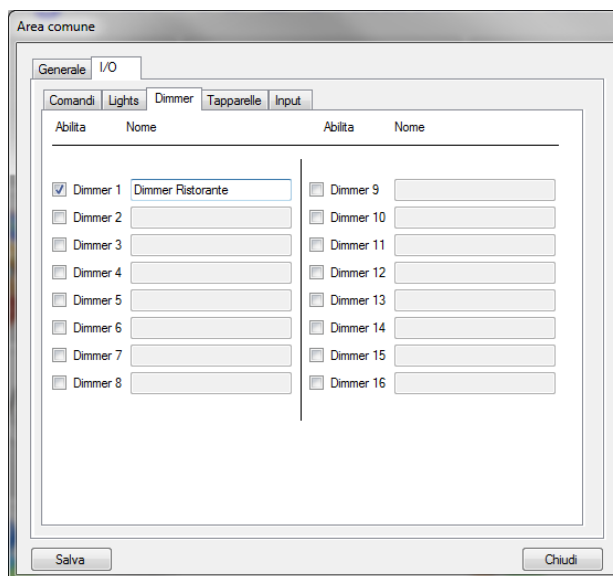 Area comune
Generale I/O
Comandi Lights Dimmer Tapparelle Input
Abilita Nome Abilita Nome
Dimmer 1 Dimmer Ristorante Dimmer 9
Dimmer 2 Dimmer 10
Dimmer 3 Dimmer 11
Dimmer 4 Dimmer 12
Dimmer 5 Dimmer 13
Dimmer 6 Dimmer 14
Dimmer 7 Dimmer 15
Dimmer 8 Dimmer 16
Salva Chiudi